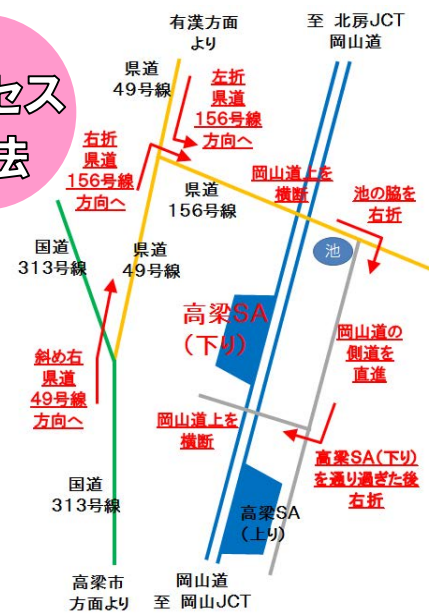 セス
法
有漢方面
より
至 北房JCT
岡山道
県道
49号線
左折
県道
156号線
方向へ
右折
県道
156号線
方向へ
県道
156号線
岡山道上を
横断
池の脇を
右折
池
国道
313号線
県道
49号線
高梁SA
(下り)
岡山道の
側道を
直進
斜め右
県道
49号線
方向へ
岡山道上を
横断
高梁SA(下り)
を通り過ぎた後
右折
国道
313号線
高梁SA
(上り)
高梁市
方面より
岡山道
至 岡山JCT